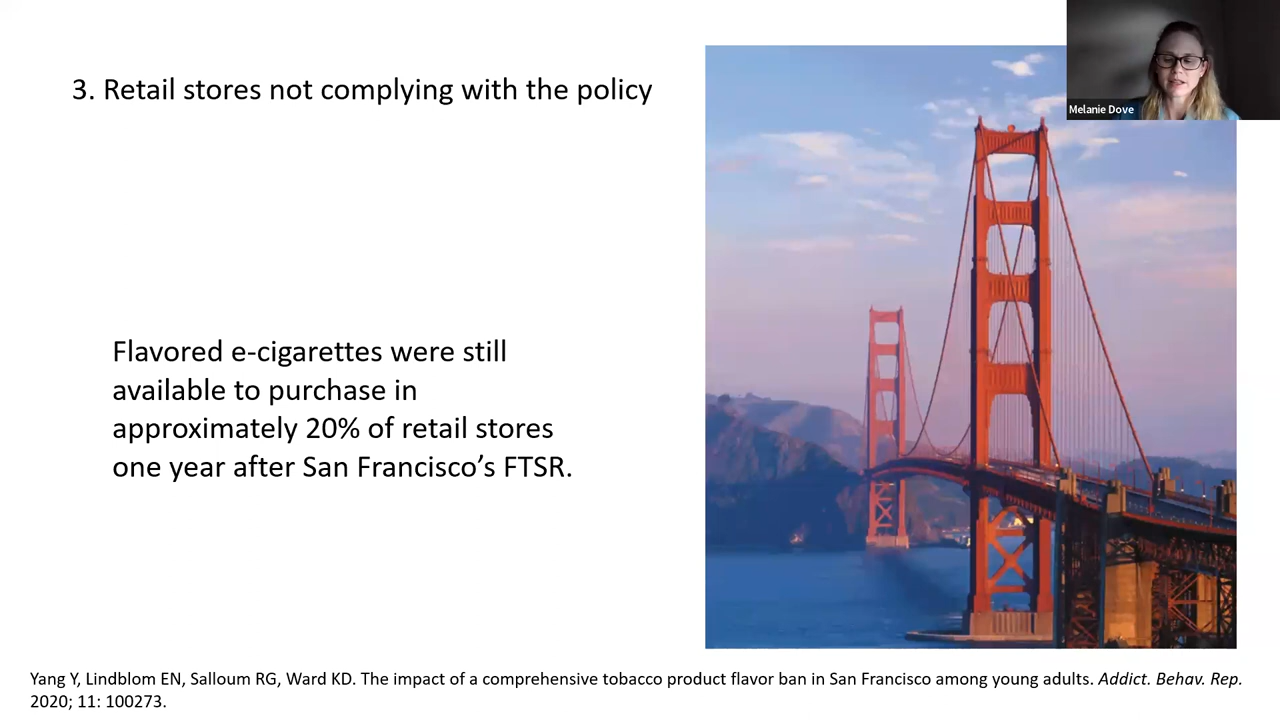 3. Retail stores not complying with the policy
Melanie Dove
Flavored e-cigarettes were still
available to purchase in
approximately 20% of retail stores
one year after San Francisco’s FTSR.
Yang Y, Lindblom EN, Salloum RG, Ward KD. The impact of a comprehensive tobacco product flavor ban in San Francisco among young adults. Addict. Behav. Rep.
2020; 11: 100273.